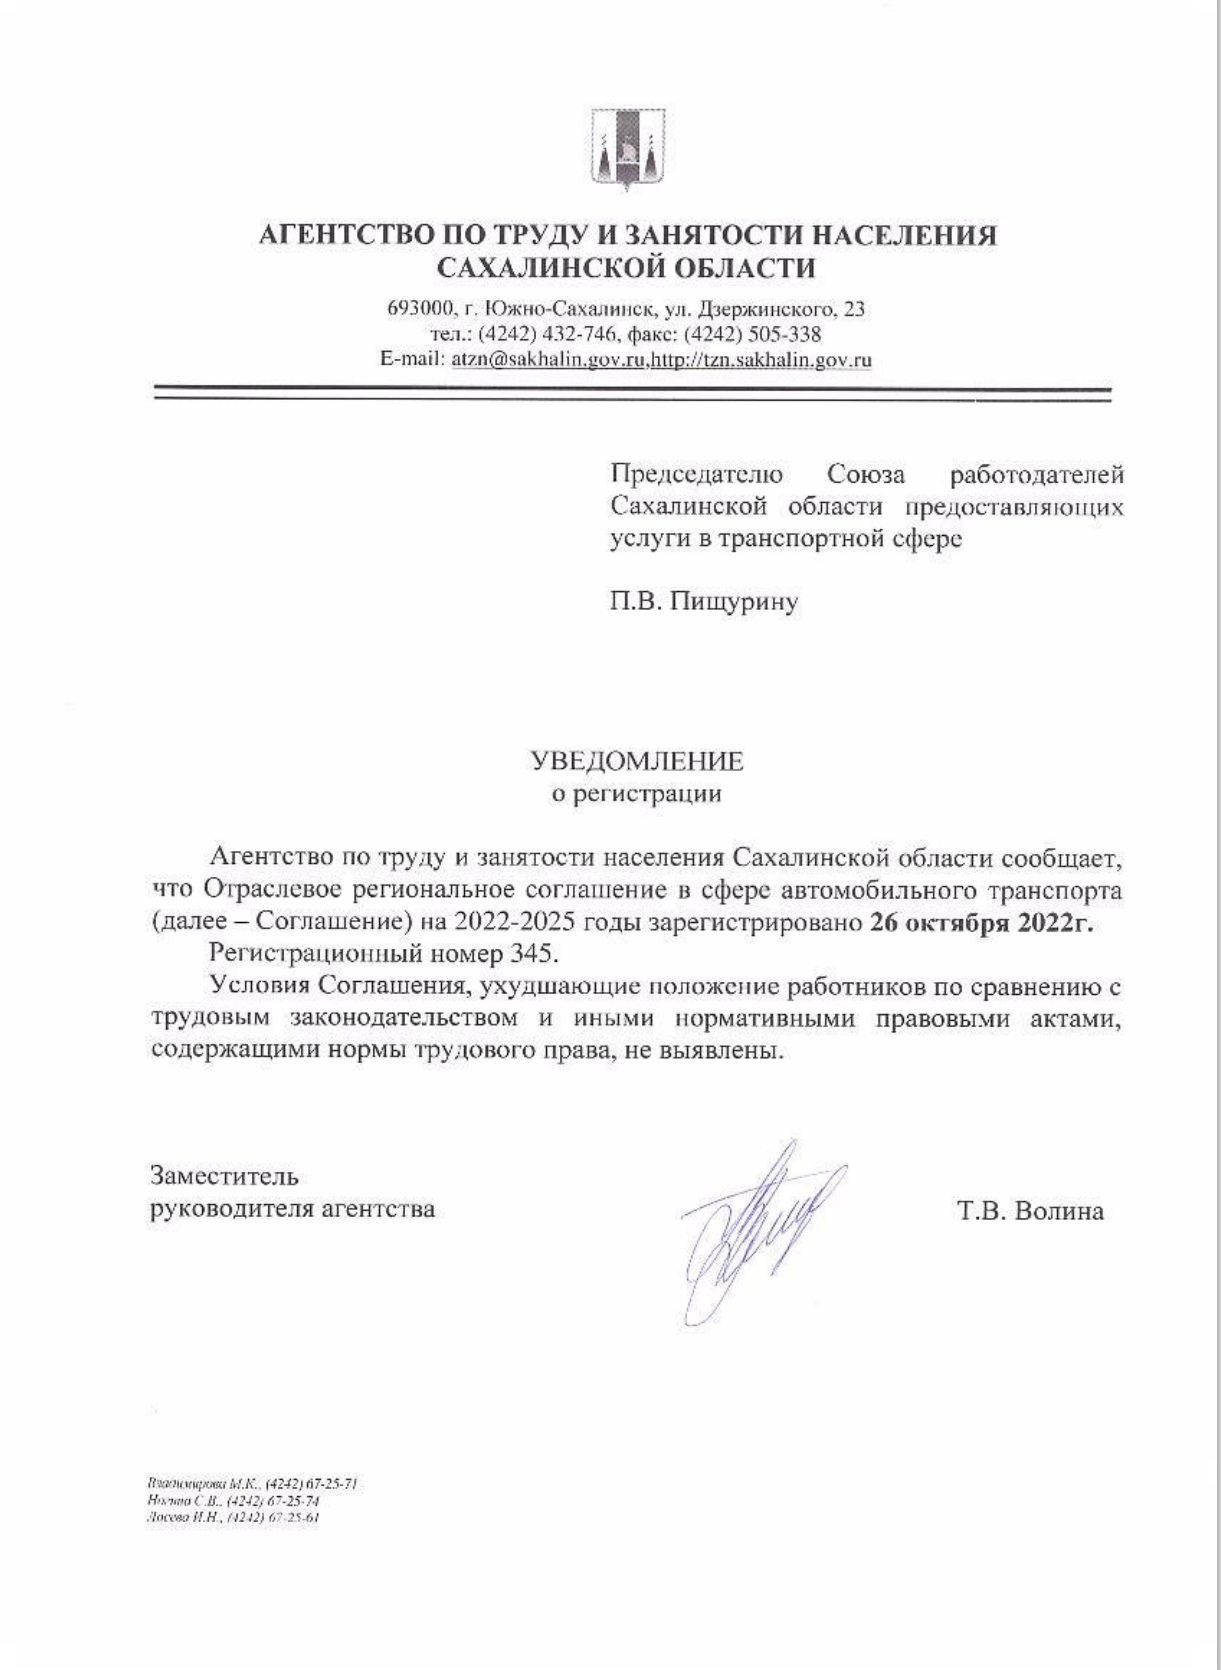 АГЕНТСТВО ПО ТРУДУ И ЗАНЯТОСТИ НАСЕЛЕНИЯ
САХАЛИНСКОЙ ОБЛАСТИ
693000, г. Южно-Сахалинск, ул. Дзержинского, 23
тел.: (4242) 432-746, факс: (4242) 505-338
E-mail: atzn@sakhalin.gov.ru,http://tzn.sakhalin.gov.ru
Председателю Союза работодателей
Сахалинской области предоставляющих
услуги в транспортной сфере
П.В. Пищурину
УВЕДОМЛЕНИЕ
о регистрации
Агентство по труду и занятости населения Сахалинской области сообщает,
что Отраслевое региональное соглашение в сфере автомобильного транспорта
(далее – Соглашение) на 2022-2025 годы зарегистрировано 26 октября 2022г.
Регистрационный номер 345.
Условия Соглашения, ухудшающие положение работников по сравнению с
трудовым законодательством и иными нормативными правовыми актами,
содержащими нормы трудового права, не выявлены.
Заместитель
руководителя агентства
Т.В. Волина
Владимирова М.К., (4242) 67-25-71
С.В., (4242) 67-25-74
Лосева И.Н., (4242) 67-25-61